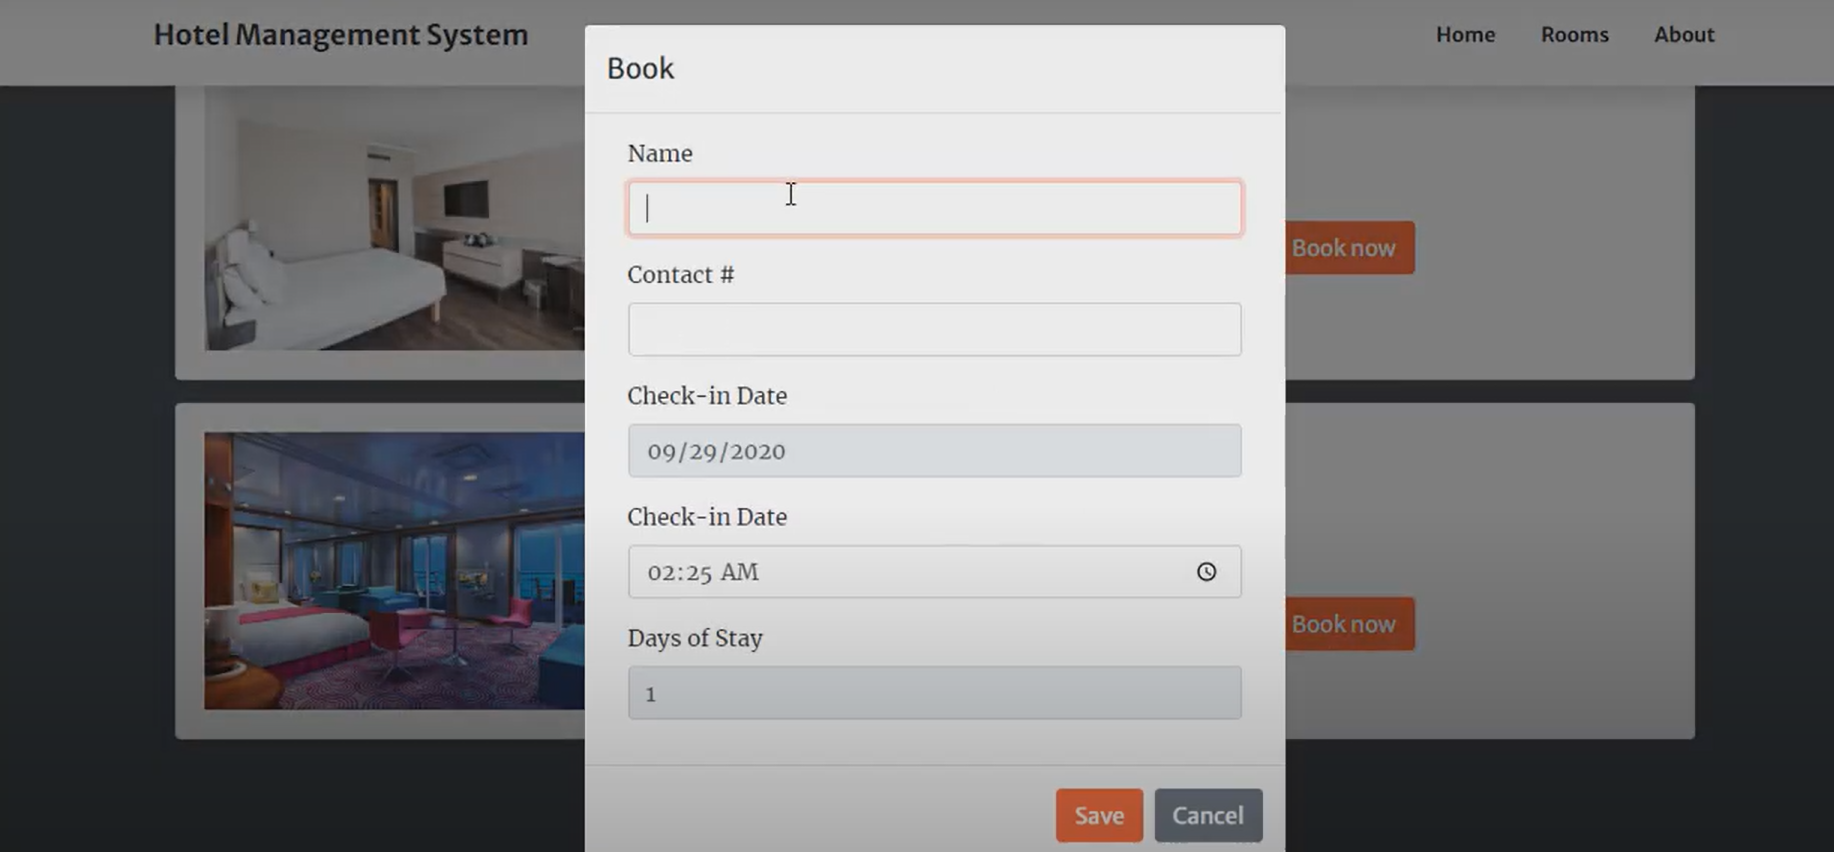 Hotel Management System
Home Rooms About
Book
Name
Contact #
Check-in Date
09/29/2020
Check-in Date
02:25 AM
Days of Stay
1
Save Cancel
Book now
Book now